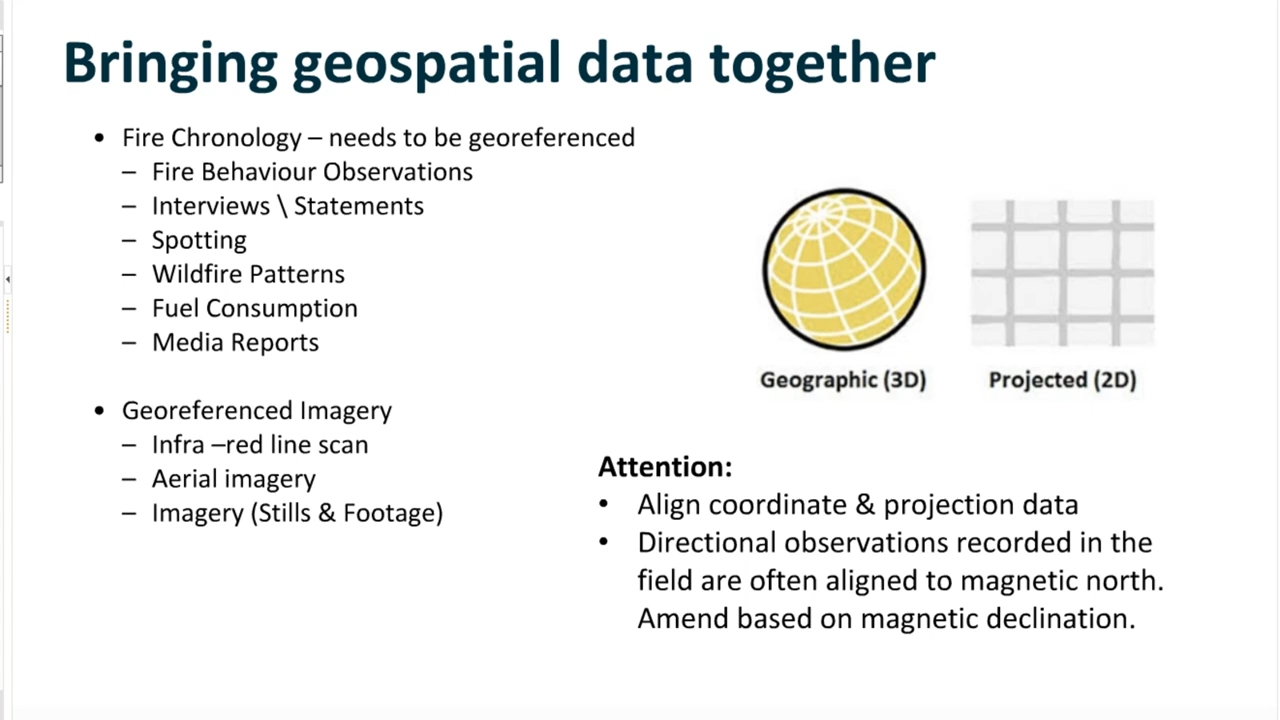 Bringing geospatial data together
• Fire Chronology – needs to be georeferenced
– Fire Behaviour Observations
– Interviews \ Statements
– Spotting
– Wildfire Patterns
– Fuel Consumption
– Media Reports
• Georeferenced Imagery
– Infra –red line scan
– Aerial imagery
– Imagery (Stills & Footage)
Geographic (3D)
Projected (2D)
Attention:
• Align coordinate & projection data
• Directional observations recorded in the
field are often aligned to magnetic north.
Amend based on magnetic declination.